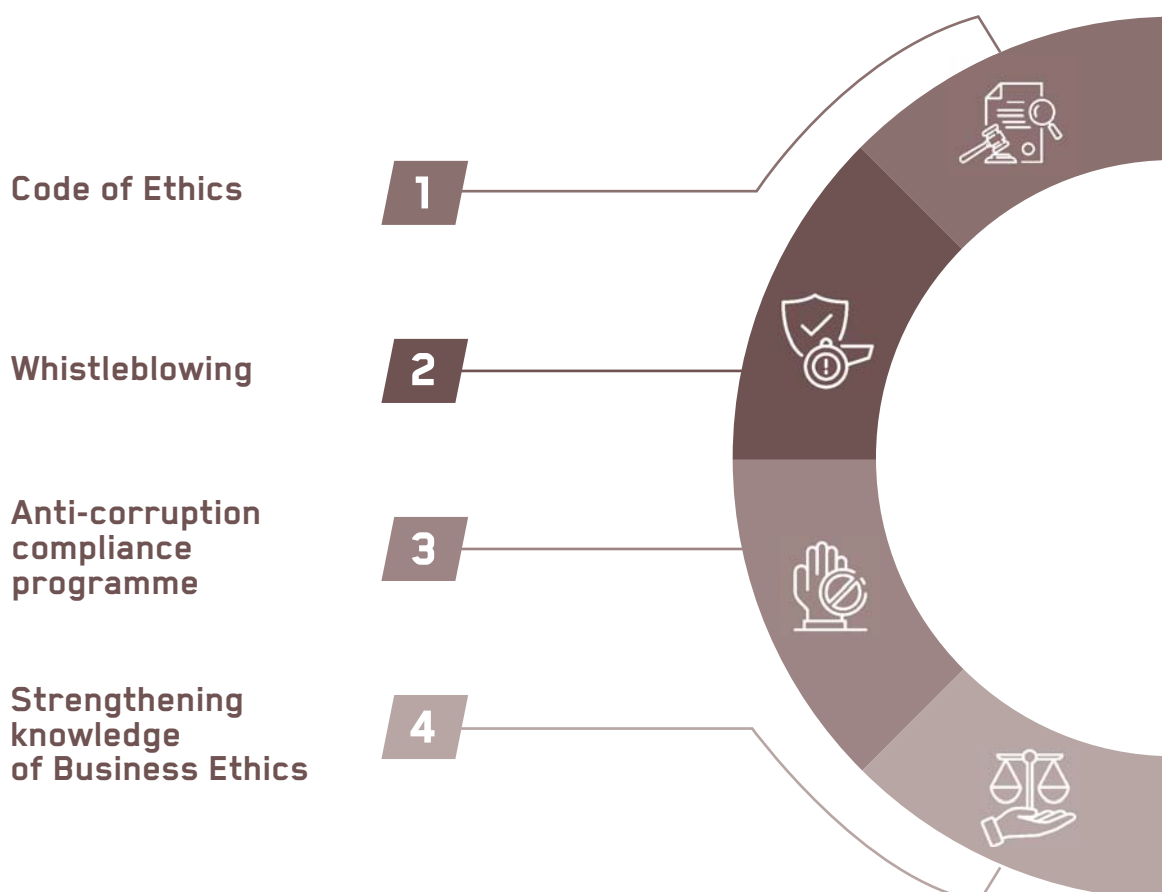 Code of Ethics
1
Whistleblowing
2
Anti-corruption
compliance
programme
3
Strengthening
knowledge
of Business Ethics
4